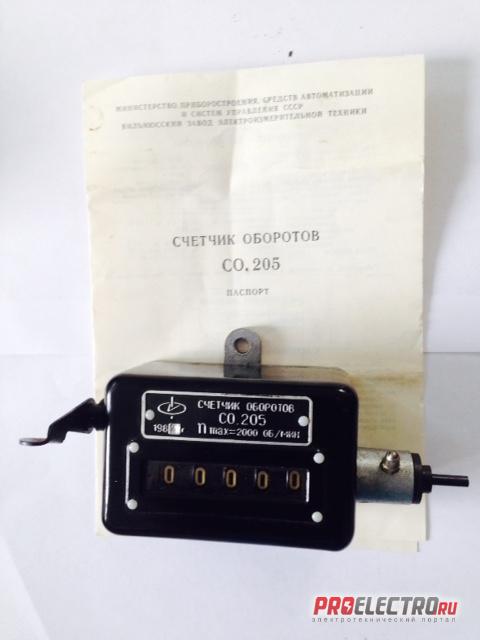 МИНИСТЕРСТВО ПРИБОРОСТРОЕНИЯ, СРЕДСТВ АВТОМАТИЗАЦИИ
И СИСТЕМ УПРАВЛЕНИЯ СССР
ВИЛЬНЮССКИЙ ЗАВОД ЭЛЕКТРОИЗМЕРИТЕЛЬНОЙ ТЕХНИКИ
СЧЕТЧИК ОБОРОТОВ
СО.205
ПАСПОРТ
СЧЕТЧИК ОБОРОТОВ
СО.205
n max=2000 ОБ/МИН
0 0 0 0 0
PROELECTRO.RU
электротехнический портал